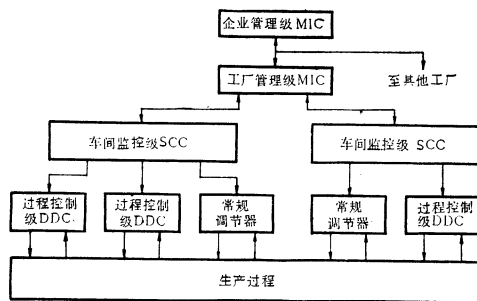 企业管理级MIC
工厂管理级MIC
至其他工厂
车间监控级SCC
车间监控级 SCC
过程控制
级DDC
过程控制
级DDC
常规
调节器
常规
调节器
过程控制
级DDC
生产过程